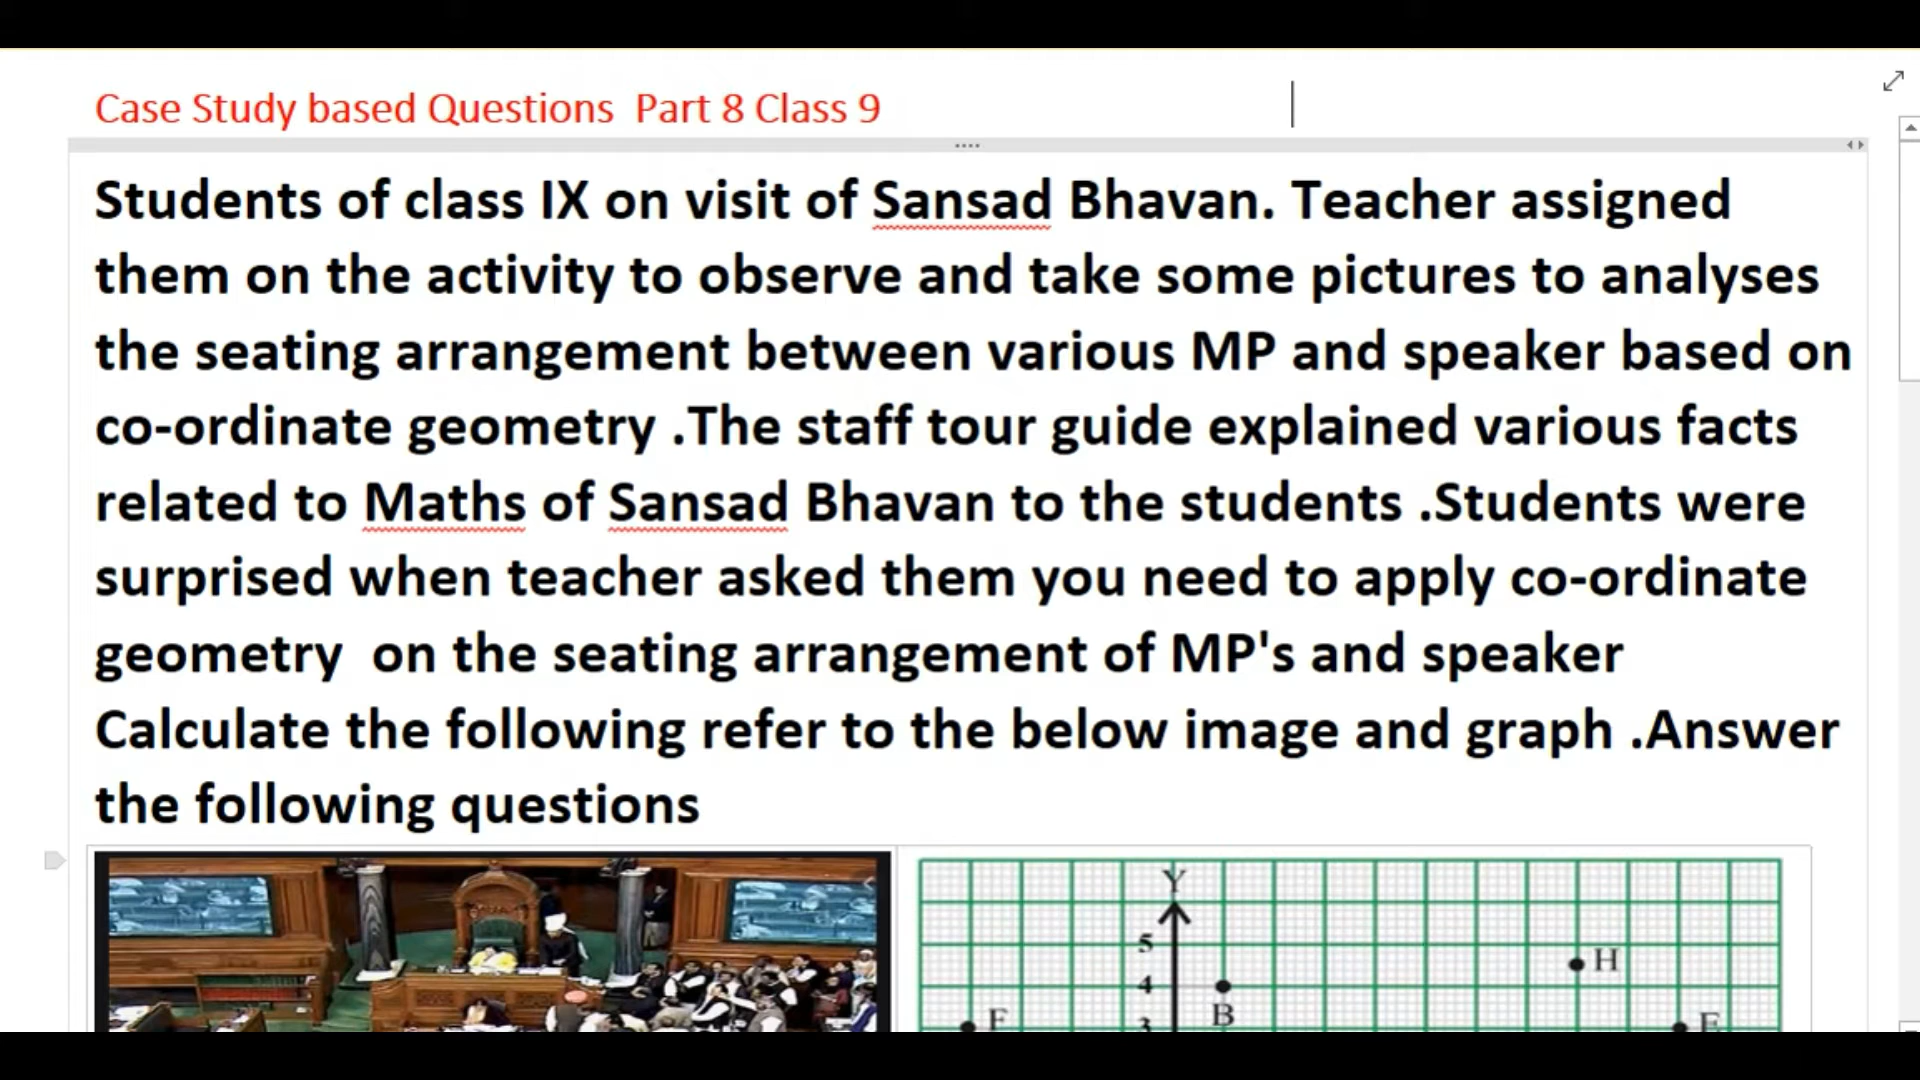 Case Study based Questions  Part 8 Class 9
Students of class IX on visit of Sansad Bhavan. Teacher assigned
them on the activity to observe and take some pictures to analyses
the seating arrangement between various MP and speaker based on
co-ordinate geometry .The staff tour guide explained various facts
related to Maths of Sansad Bhavan to the students .Students were
surprised when teacher asked them you need to apply co-ordinate
geometry  on the seating arrangement of MP's and speaker
Calculate the following refer to the below image and graph .Answer
the following questions
Y
5
H
4
B
3